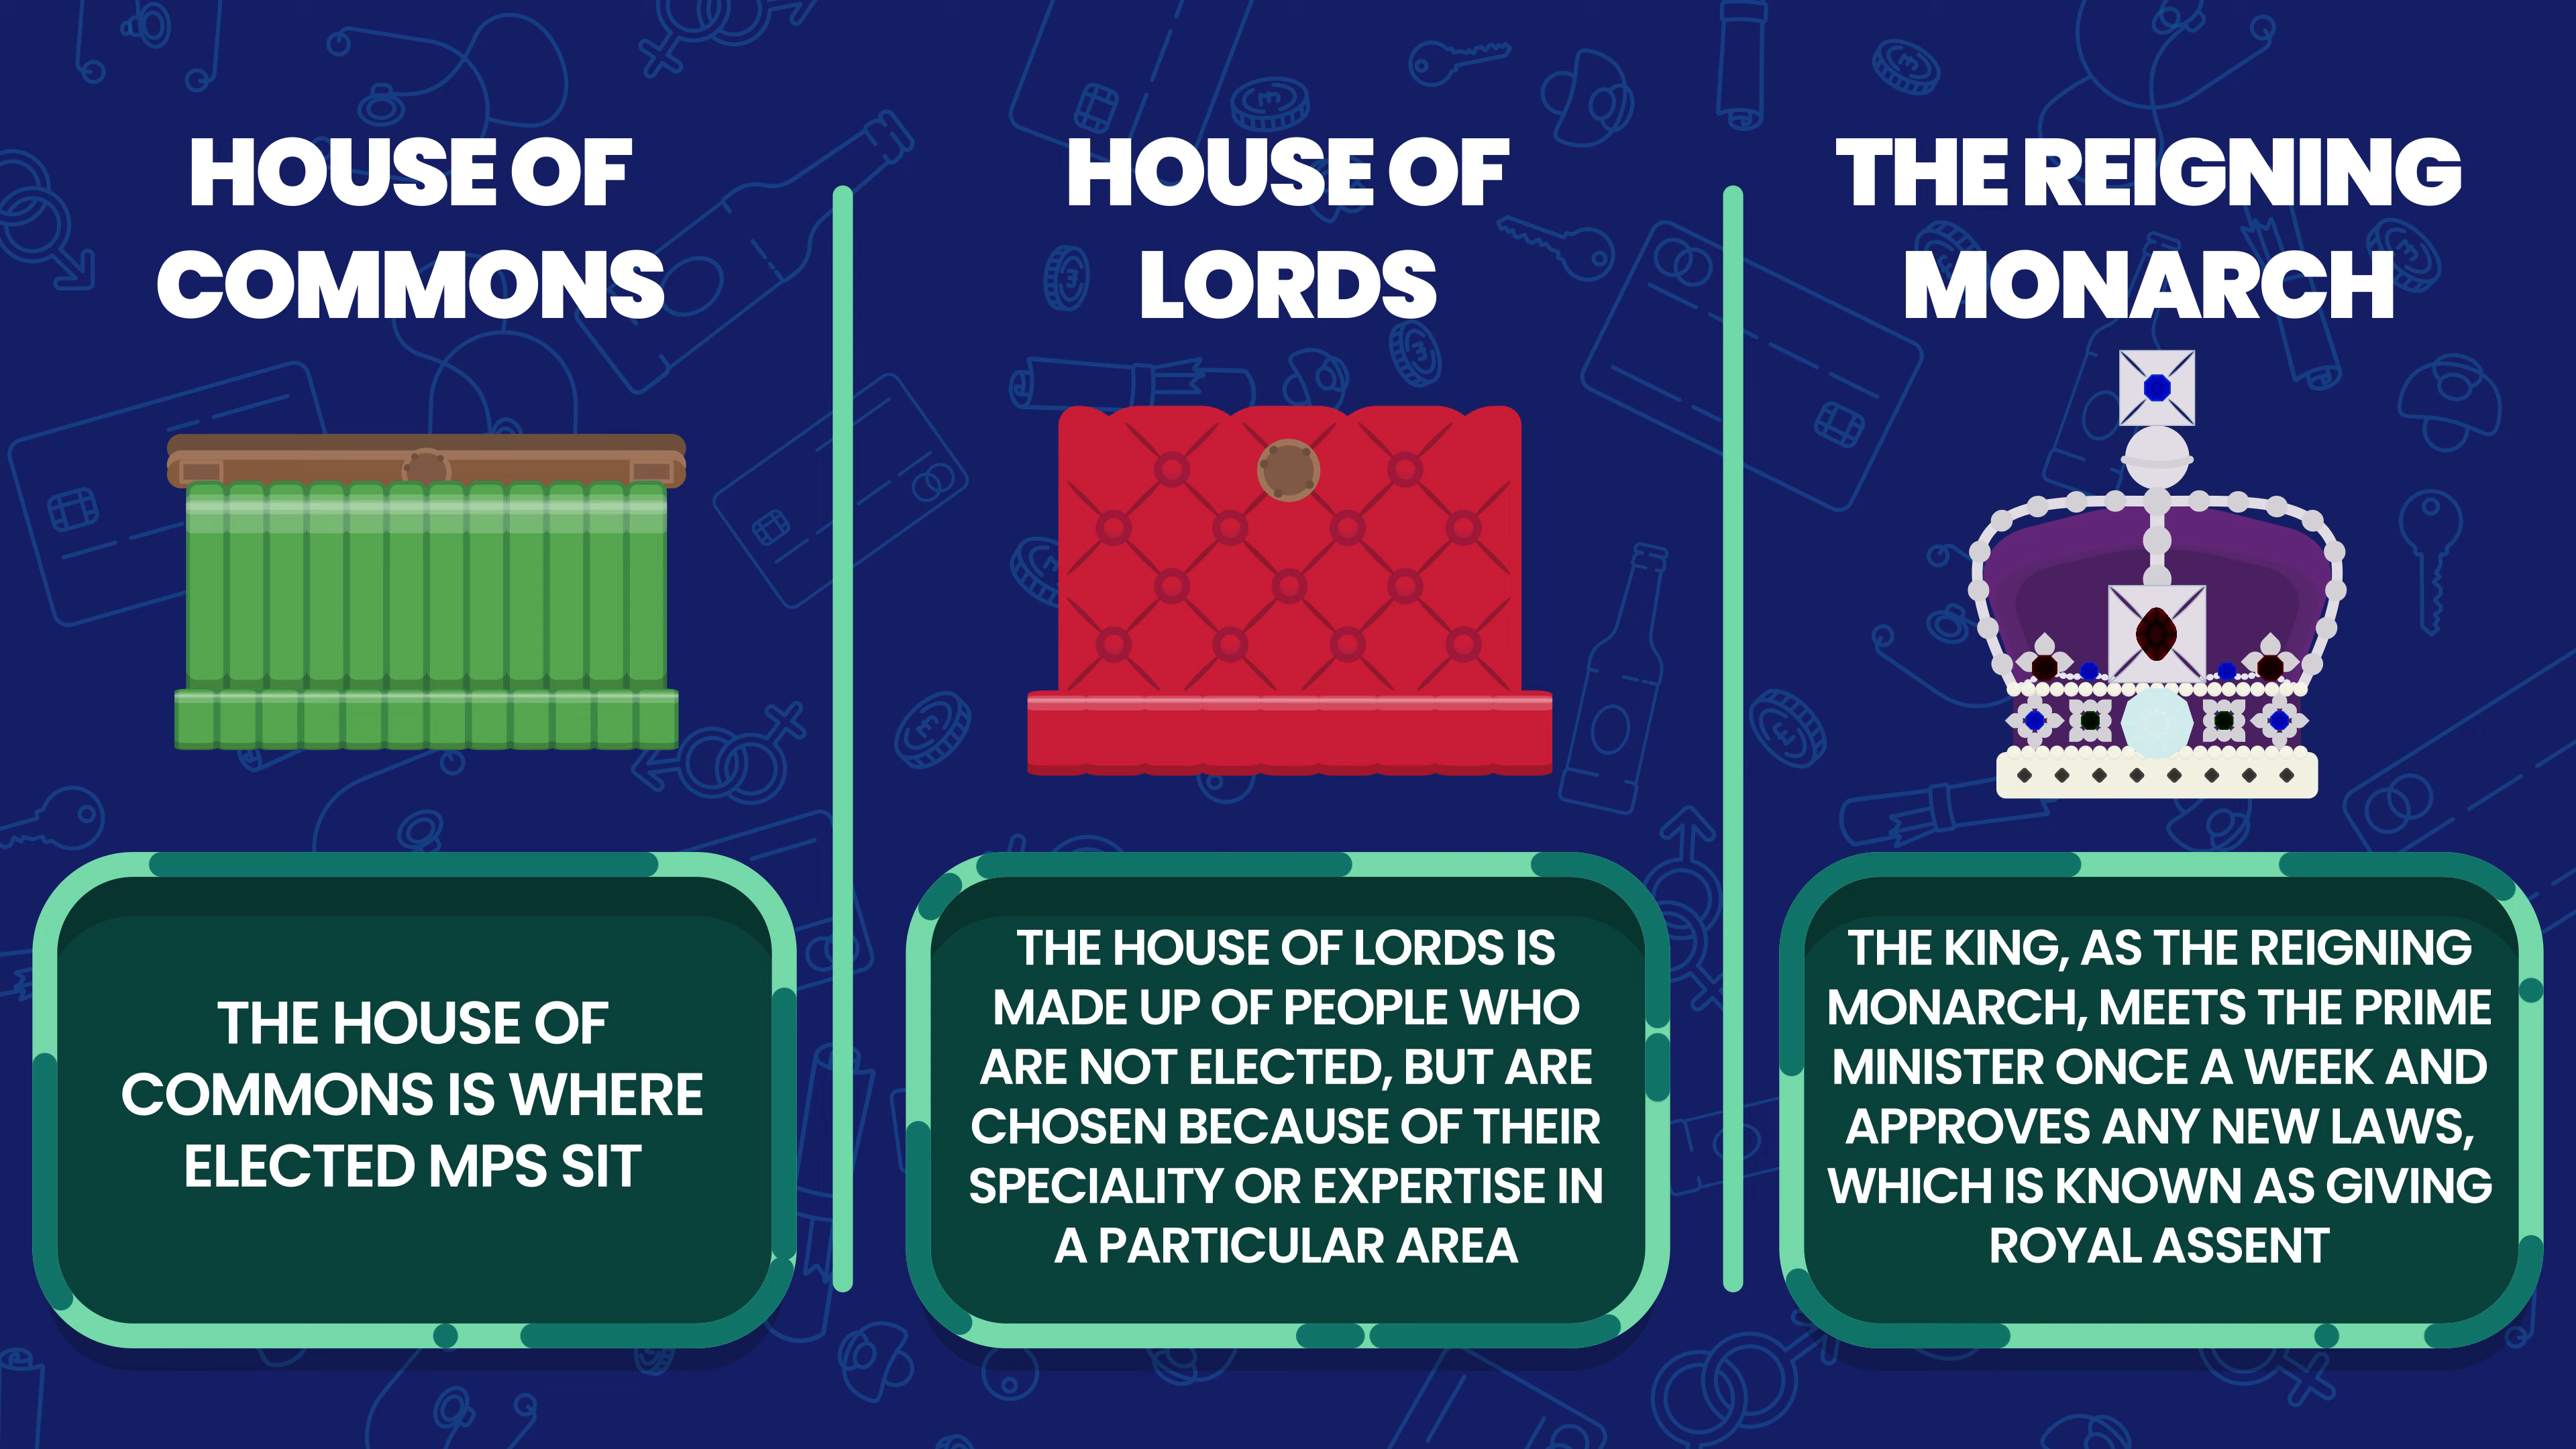 HOUSE OF
COMMONS
THE HOUSE OF
COMMONS IS WHERE
ELECTED MPS SIT
HOUSE OF
LORDS
THE HOUSE OF LORDS IS
MADE UP OF PEOPLE WHO
ARE NOT ELECTED, BUT ARE
CHOSEN BECAUSE OF THEIR
SPECIALITY OR EXPERTISE IN
A PARTICULAR AREA
THE REIGNING
MONARCH
THE KING, AS THE REIGNING
MONARCH, MEETS THE PRIME
MINISTER ONCE A WEEK AND
APPROVES ANY NEW LAWS,
WHICH IS KNOWN AS GIVING
ROYAL ASSENT